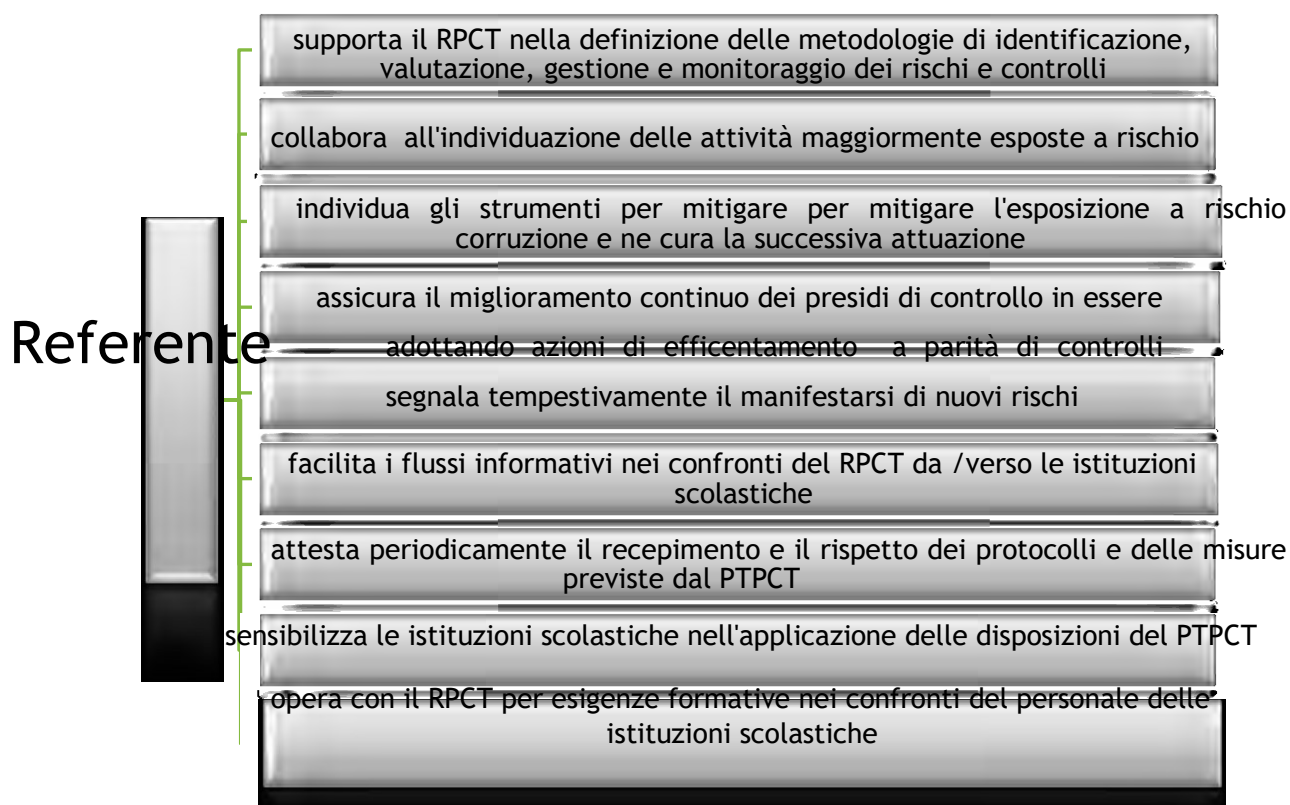 supporta il RPCT nella definizione delle metodologie di identificazione,
valutazione, gestione e monitoraggio dei rischi e controlli
collabora all'individuazione delle attività maggiormente esposte a rischio
individua gli strumenti per mitigare per mitigare l'esposizione a rischio
corruzione e ne cura la successiva attuazione
assicura il miglioramento continuo dei presidi di controllo in essere
Referente
adottando azioni di efficentamento a parità di controlli
segnala tempestivamente il manifestarsi di nuovi rischi
facilita i flussi informativi nei confronti del RPCT da /verso le istituzioni
scolastiche
attesta periodicamente il recepimento e il rispetto dei protocolli e delle misure
previste dal PTPCT
sensibilizza le istituzioni scolastiche nell'applicazione delle disposizioni del PTPCT
opera con il RPCT per esigenze formative nei confronti del personale delle
istituzioni scolastiche